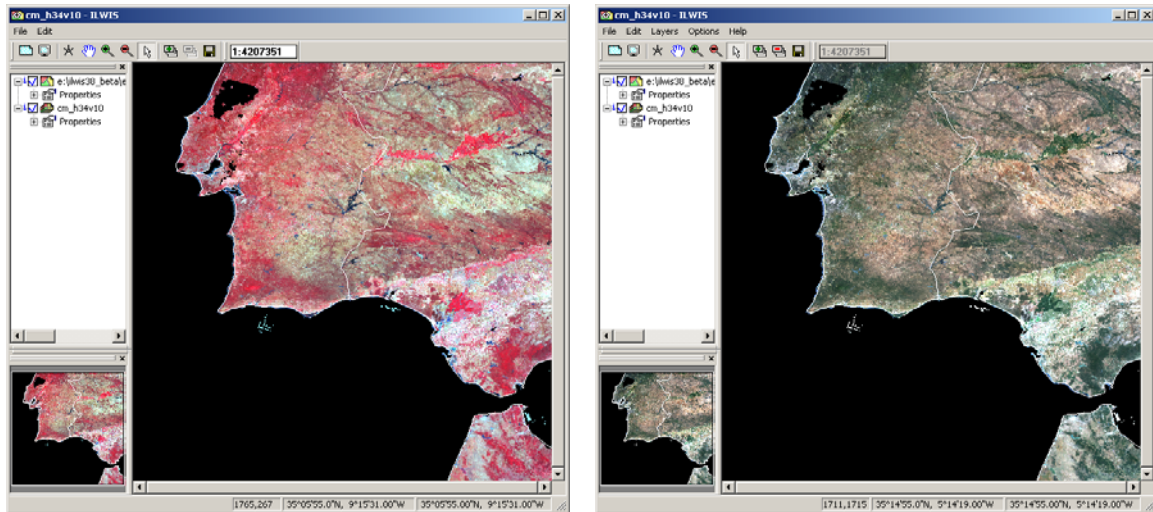 cm_h34v10 - ILWIS
File Edit
1:4207351
e:\ilwis30_beta\e
Properties
cm_h34v10
Properties
1765,267 35°05'55.0"N, 9°15'31.00"W 35°05'55.00"N, 9°15'31.00"W
cm_h34v10 - ILWIS
File Edit Layers Options Help
1:4207351
e:\ilwis30_beta\e
Properties
cm_h34v10
Properties
1711,1715 35°14'55.0"N, 5°14'19.00"W 35°14'55.00"N, 5°14'19.00"W